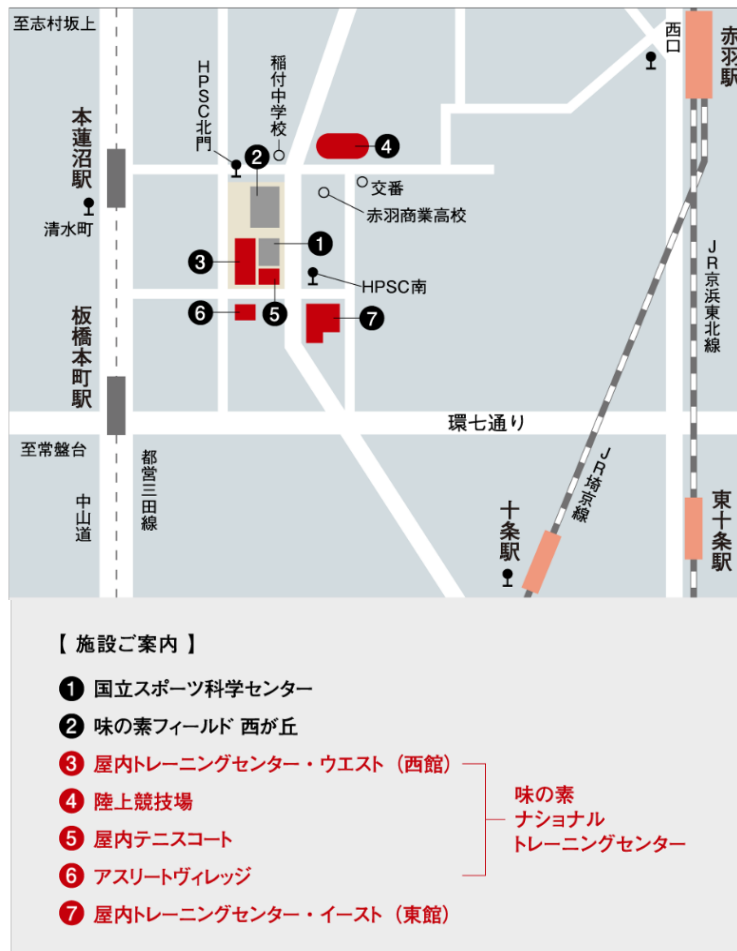 至志村坂上
本蓮沼駅
清水町
板橋本町駅
至常盤台
中山道
都営三田線
HPSC北門
稲付中学校
2
4
交番
赤羽商業高校
1
3
HPSC南
5
6
7
環七通り
西口
赤羽駅
JR京浜東北線
JR埼京線
十条駅
東十条駅
【 施設ご案内 】
1 国立スポーツ科学センター
2 味の素フィールド 西が丘
3 屋内トレーニングセンター・ウエスト（西館）
4 陸上競技場
5 屋内テニスコート
6 アスリートヴィレッジ
7 屋内トレーニングセンター・イースト（東館）
味の素
ナショナル
トレーニングセンター